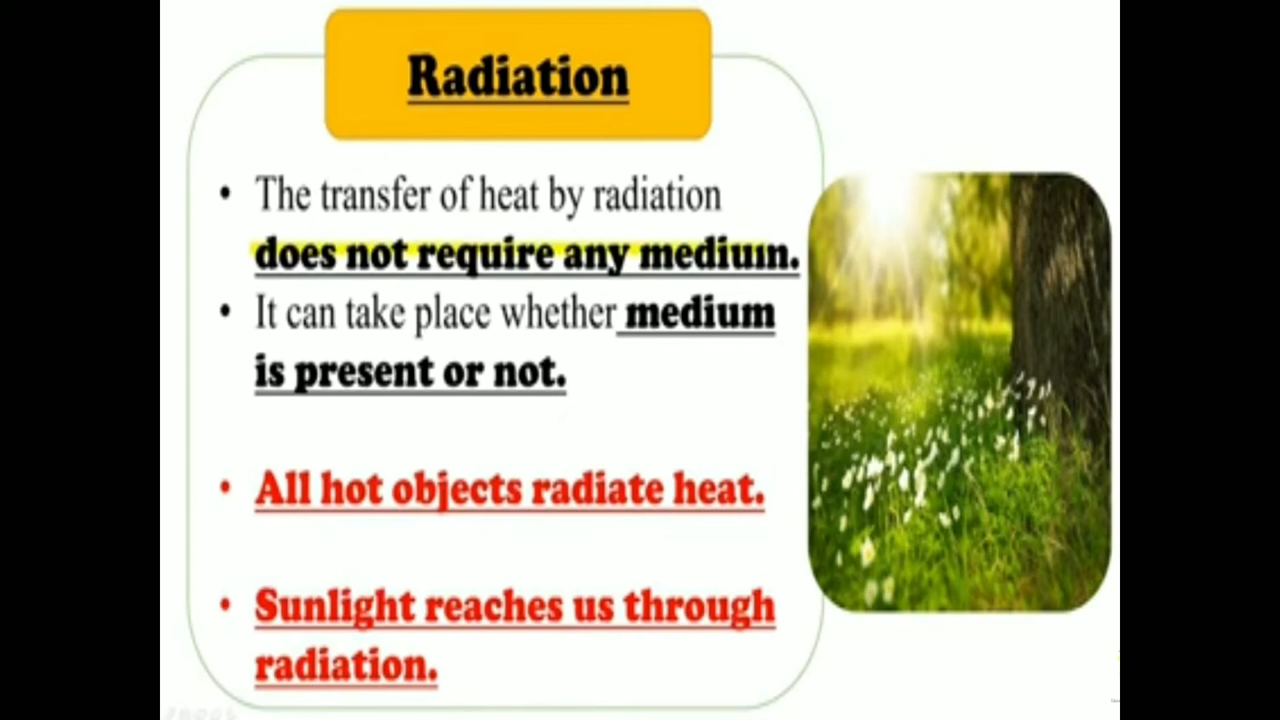 Radiation
• The transfer of heat by radiation
does not require any medium.
• It can take place whether medium
is present or not.
• All hot objects radiate heat.
• Sunlight reaches us through
radiation.